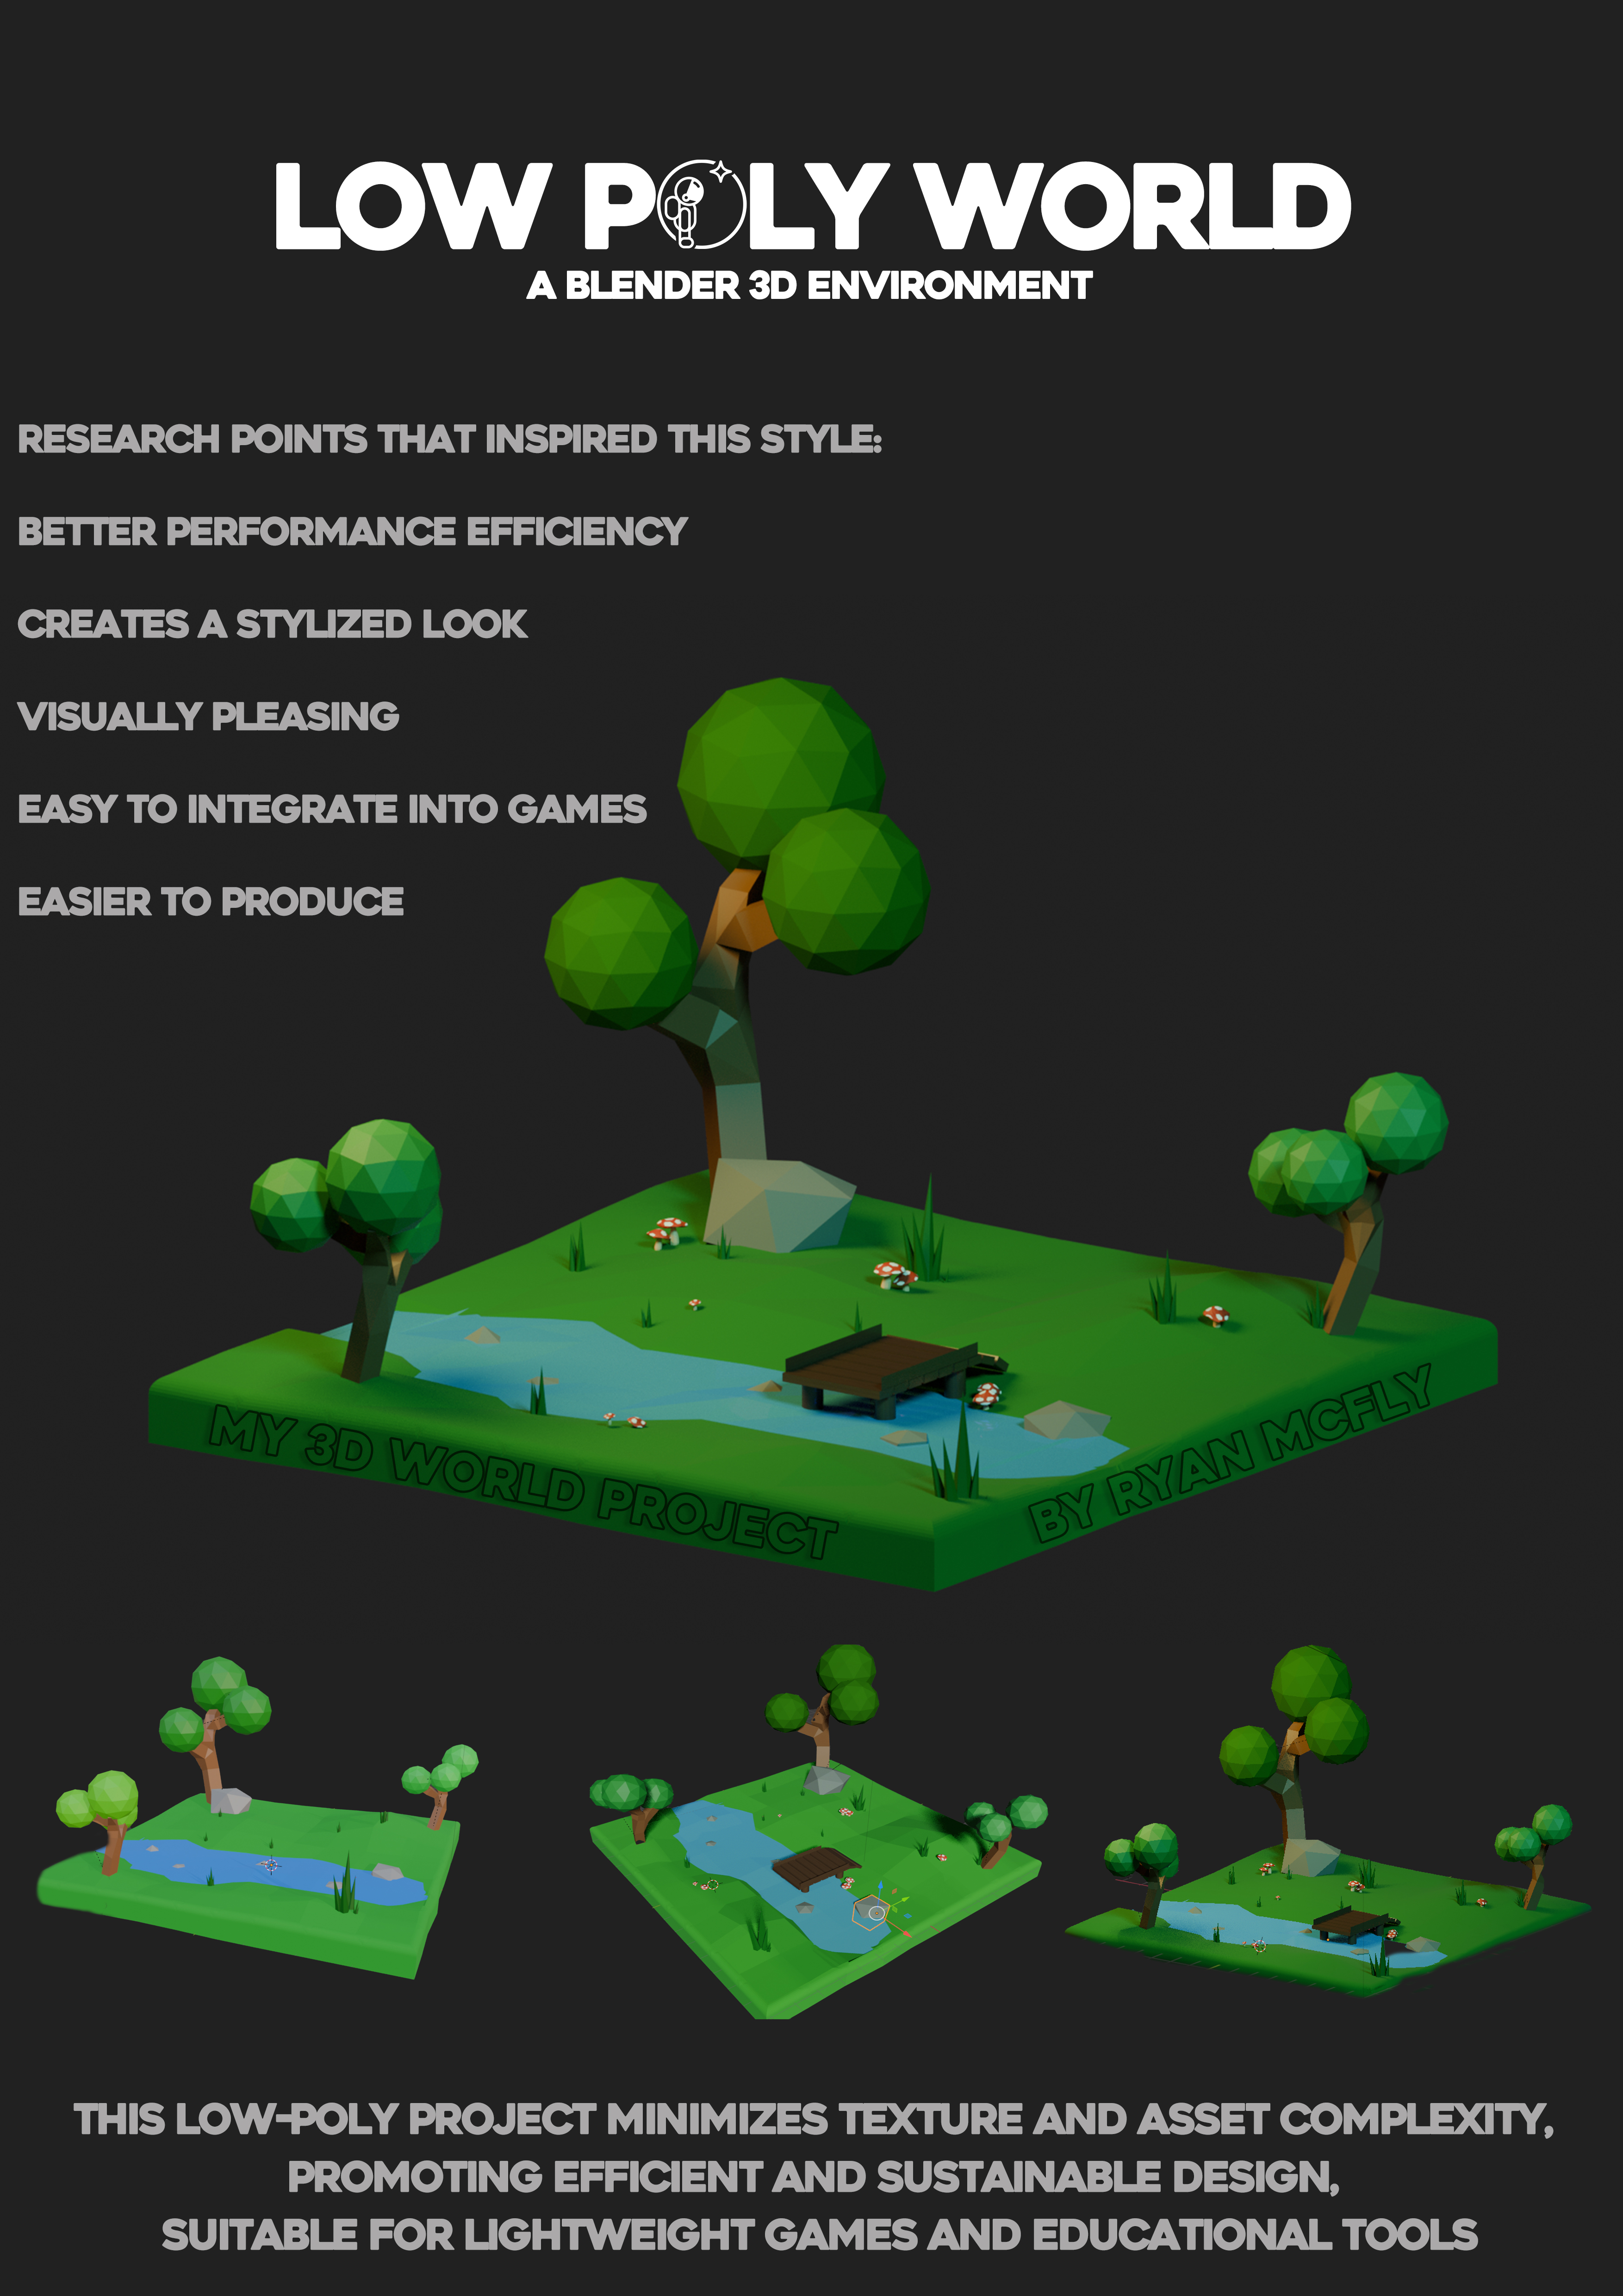 LOW POLY WORLD
A BLENDER 3D ENVIRONMENT
RESEARCH POINTS THAT INSPIRED THIS STYLE:
BETTER PERFORMANCE EFFICIENCY
CREATES A STYLIZED LOOK
VISUALLY PLEASING
EASY TO INTEGRATE INTO GAMES
EASIER TO PRODUCE
MY 3D WORLD PROJECT
BY RYAN MCFLY
THIS LOW-POLY PROJECT MINIMIZES TEXTURE AND ASSET COMPLEXITY,
PROMOTING EFFICIENT AND SUSTAINABLE DESIGN,
SUITABLE FOR LIGHTWEIGHT GAMES AND EDUCATIONAL TOOLS